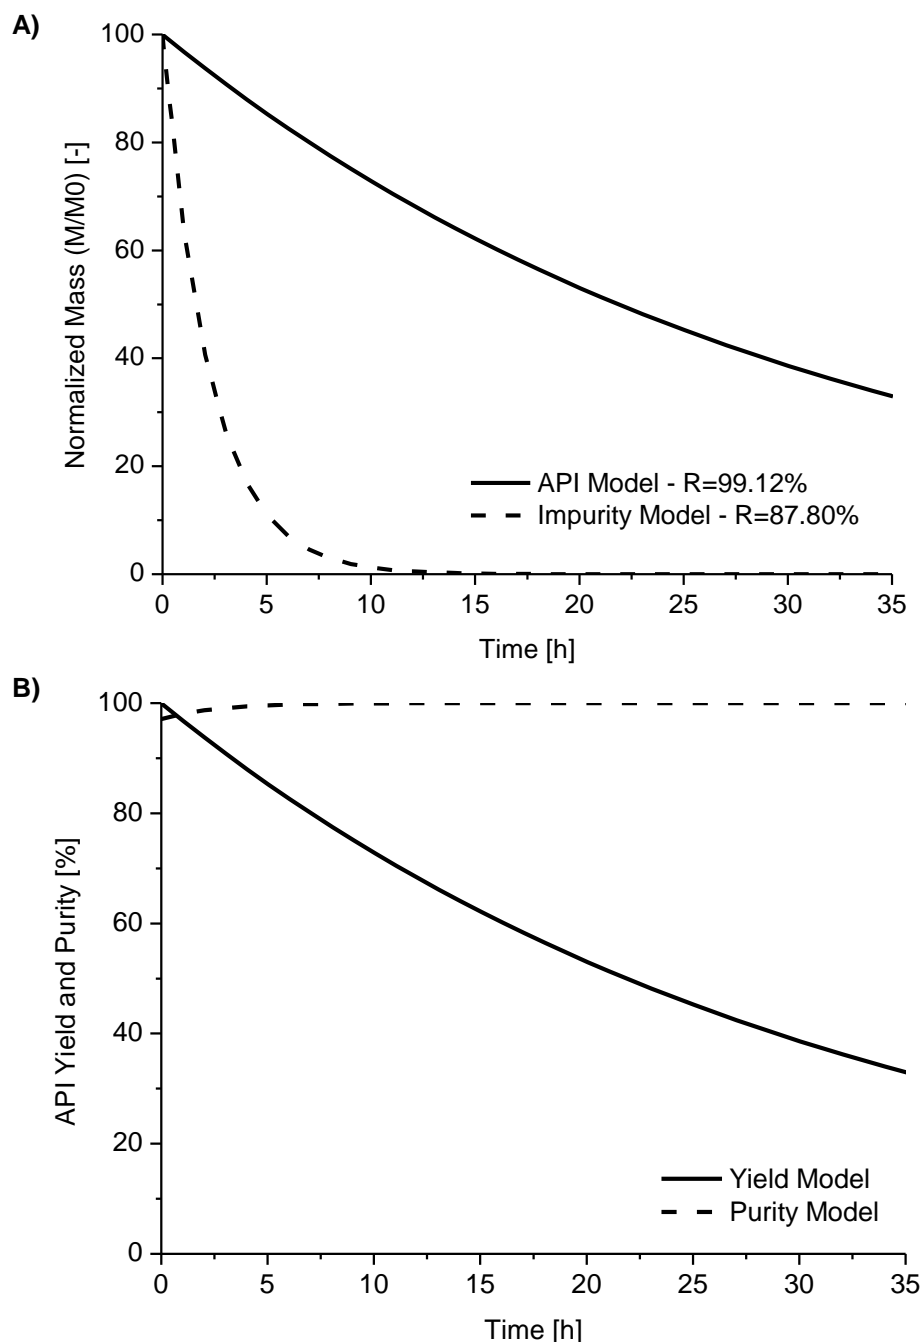 A)
Normalized Mass (M/M0) [-]
100
80
60
40
20
0
API Model - R=99.12%
Impurity Model - R=87.80%
0 5 10 15 20 25 30 35
Time [h]
B)
API Yield and Purity [%]
100
80
60
40
20
0
Yield Model
Purity Model
0 5 10 15 20 25 30 35
Time [h]